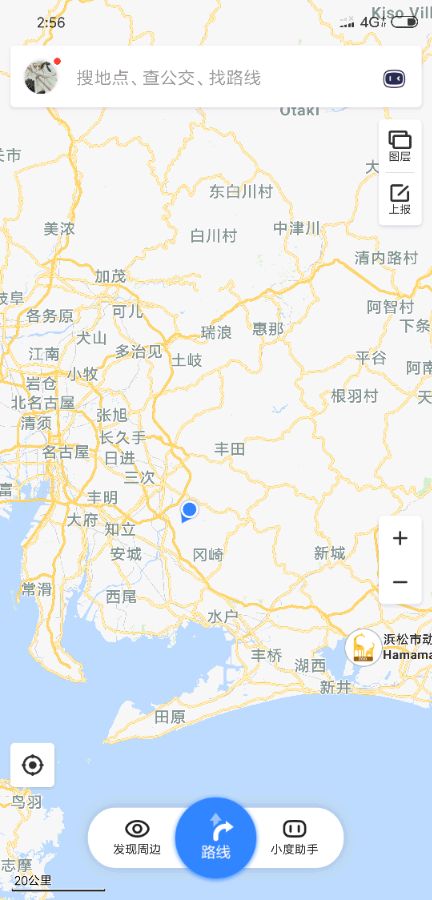 2:56
4G
Kiso Vill
搜地点、查公交、找路线
Otaki
图层
关市
上报
东白川村
中津川
美浓
白川村
清内路村
加茂
岐阜
可儿
阿智村
各务原
下条
瑞浪
惠那
犬山
多治见
江南
土岐
平谷
小牧
阿南
岩仓
根羽村
北名古屋
张旭
清须
长久手
丰田
名古屋
日进
三次
富
丰明
大府
知立
安城
冈崎
新城
常滑
西尾
水户
浜松市动
Hamama
丰桥
湖西
新井
田原
鸟羽
发现周边
路线
小度助手
志摩
20公里